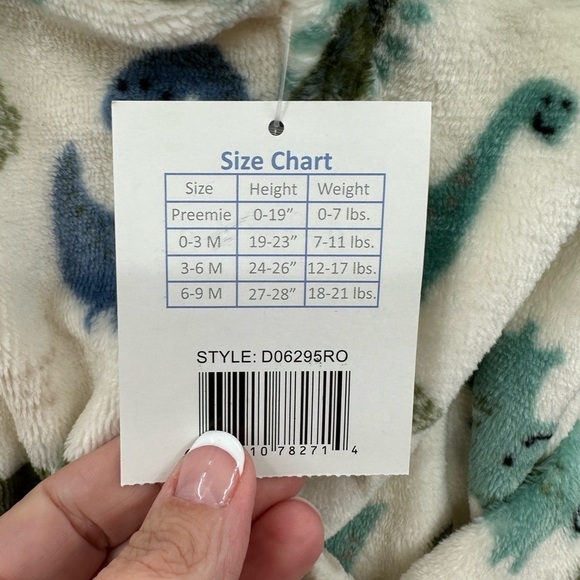 Size Chart
Size Height Weight
Preemie 0-19" 0-7 lbs.
0-3 M 19-23" 7-11 lbs.
3-6 M 24-26" 12-17 lbs.
6-9 M 27-28" 18-21 lbs.
STYLE: D06295RO
10 78271 4